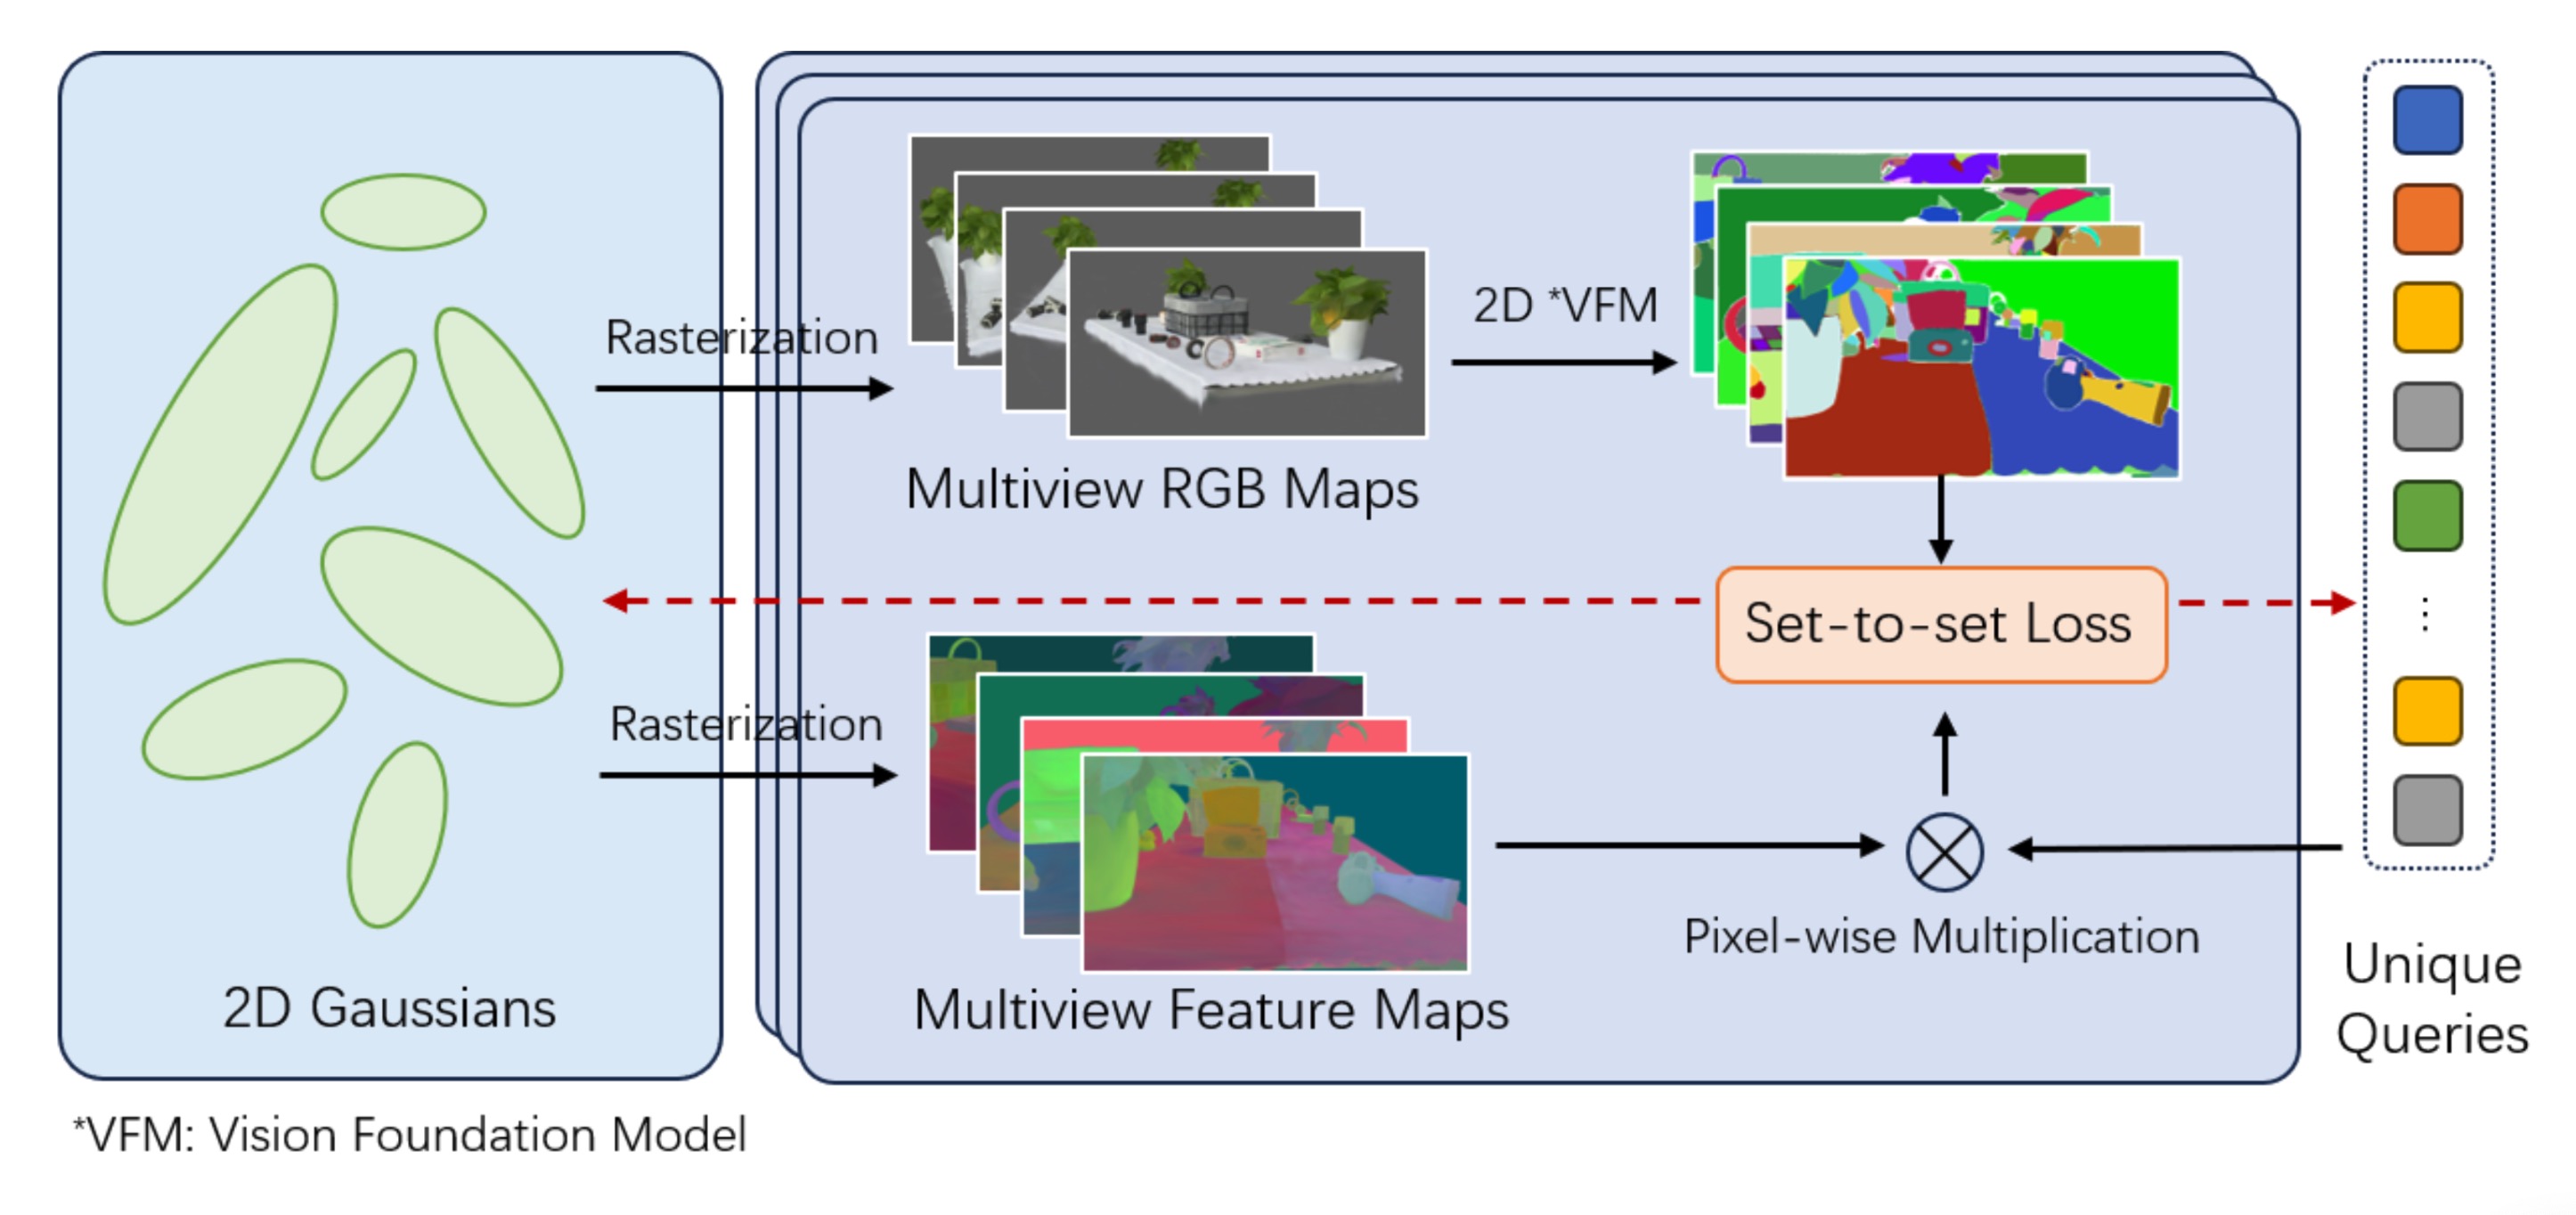 Rasterization
2D *VFM
Multiview RGB Maps
Set-to-set Loss
Rasterization
Pixel-wise Multiplication
2D Gaussians
Multiview Feature Maps
Unique
Queries
*VFM: Vision Foundation Model